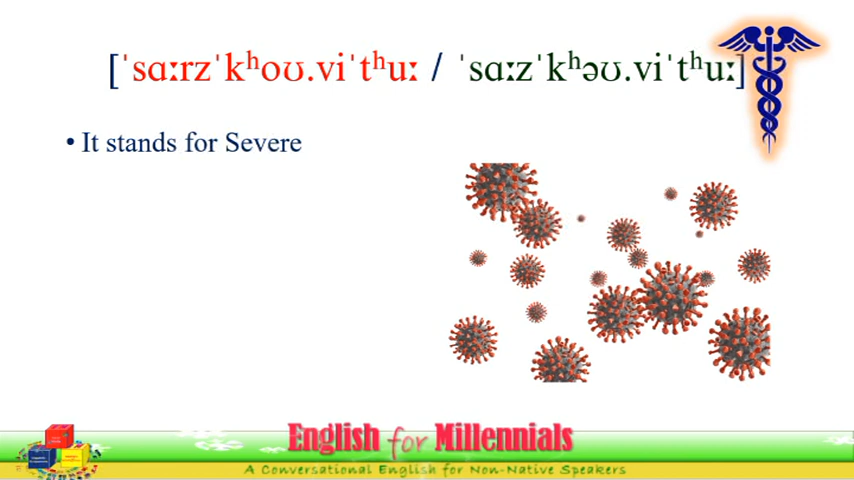 [ˈsɑːrzˈkʰoʊ.viˈtʰuː / ˈsɑːzˈkʰəʊ.viˈtʰuː]
• It stands for Severe
English for Millennials
A Conversational English for Non-Native Speakers